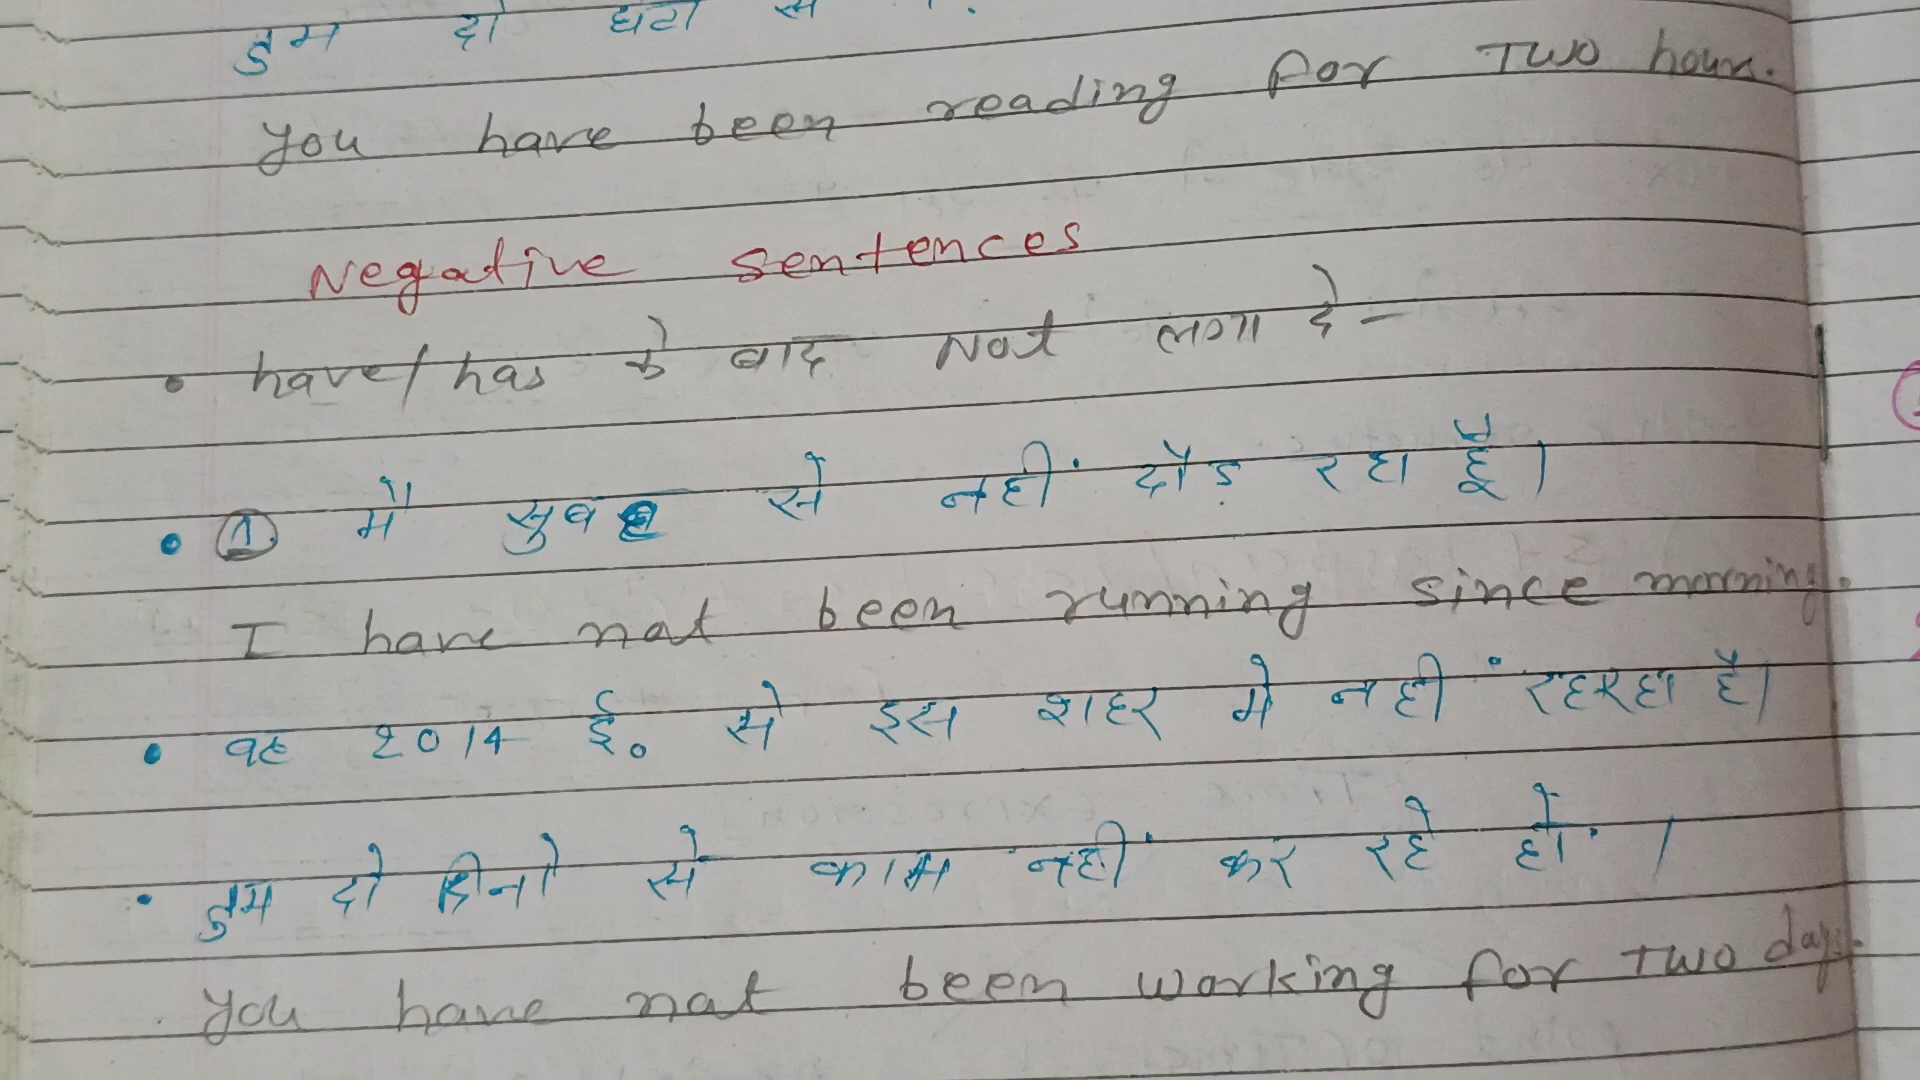 तुम दो घंटा से
You have been reading for Two hours.
Negative sentences
• have/has के बाद Not लगा दे –
• ① मैं सुबह से नहीं दौड़ रहा हूँ।
I have not been running since morning.
• वह 2014 ई० से इस शहर मे नहीं रह रहा है।
• तुम दो दिनो से काम नहीं कर रहे हो।
You have not been working for Two days.